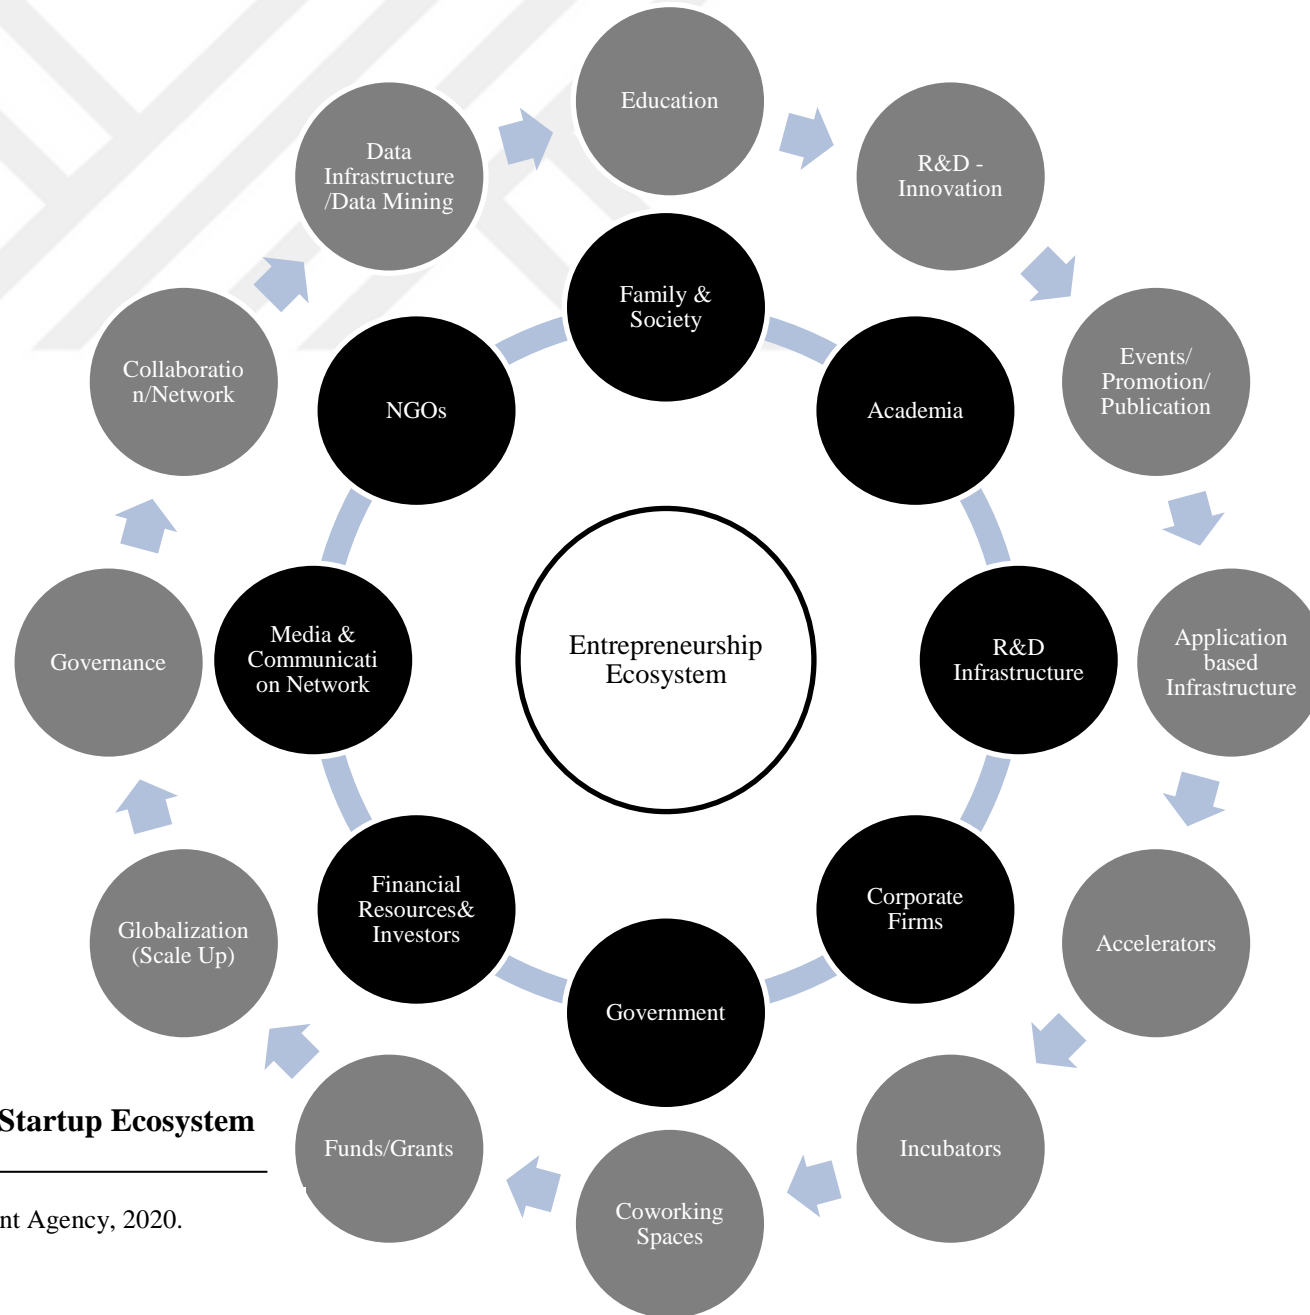 Education
R&D -
Innovation
Events/
Promotion/
Publication
Application
based
Infrastructure
Accelerators
Incubators
Coworking
Spaces
Funds/Grants
Globalization
(Scale Up)
Governance
Collaboratio
n/Network
Data
Infrastructure
/Data Mining
Family &
Society
Academia
R&D
Infrastructure
Corporate
Firms
Government
Financial
Resources&
Investors
Media &
Communicati
on Network
NGOs
Entrepreneurship
Ecosystem
Startup Ecosystem
nt Agency, 2020.